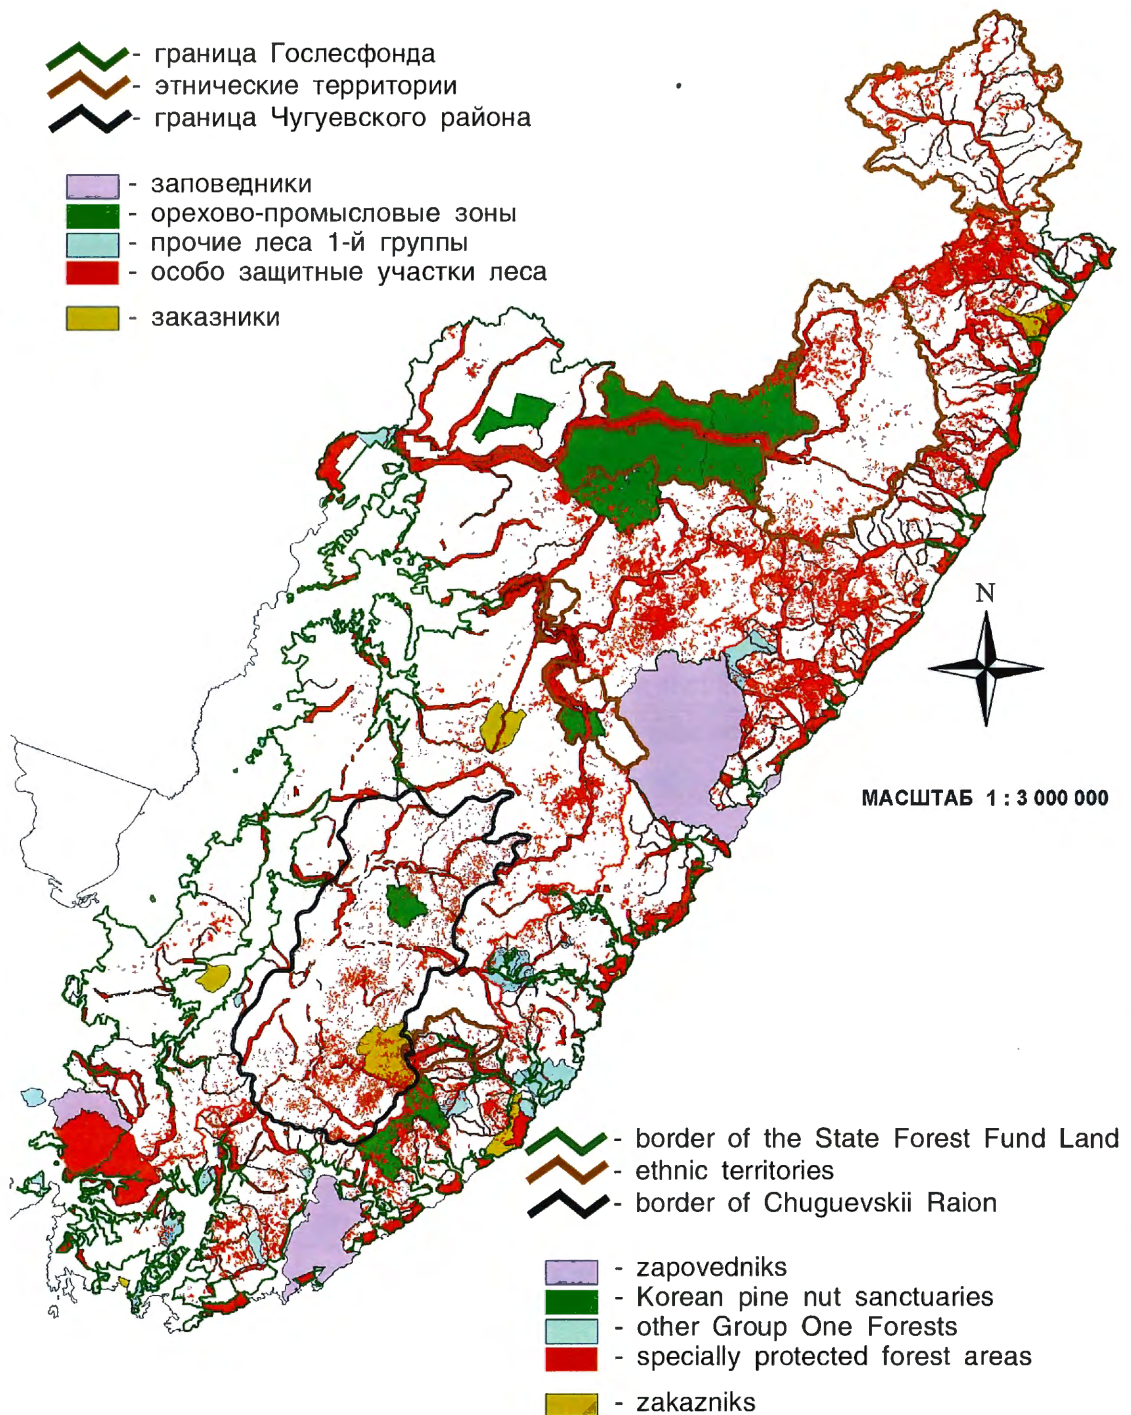 - граница Гослесфонда
- этнические территории
- граница Чугуевского района
- заповедники
- орехово-промысловые зоны
- прочие леса 1-й группы
- особо защитные участки леса
- заказники
N
МАСШТАБ 1 : 3 000 000
- border of the State Forest Fund Land
- ethnic territories
- border of Chuguevskii Raion
- zapovedniks
- Korean pine nut sanctuaries
- other Group One Forests
- specially protected forest areas
- zakazniks